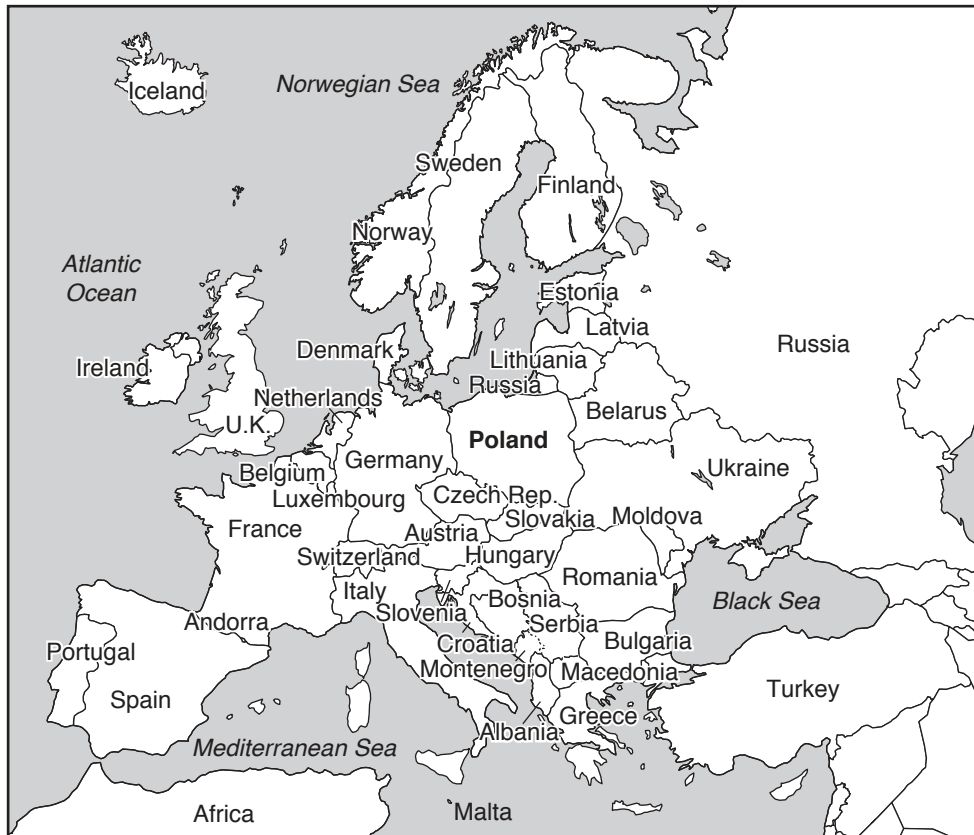 Iceland
Norwegian Sea
Sweden
Finland
Norway
Atlantic
Ocean
Estonia
Latvia
Russia
Denmark
Lithuania
Ireland
Russia
Netherlands
Belarus
U.K.
Poland
Ukraine
Belgium
Germany
Luxembourg
Czech Rep.
France
Slovakia
Moldova
Austria
Switzerland
Hungary
Romania
Italy
Bosnia
Black Sea
Slovenia
Andorra
Serbia
Croatia
Bulgaria
Portugal
Montenegro
Macedonia
Spain
Turkey
Greece
Albania
Mediterranean Sea
Africa
Malta